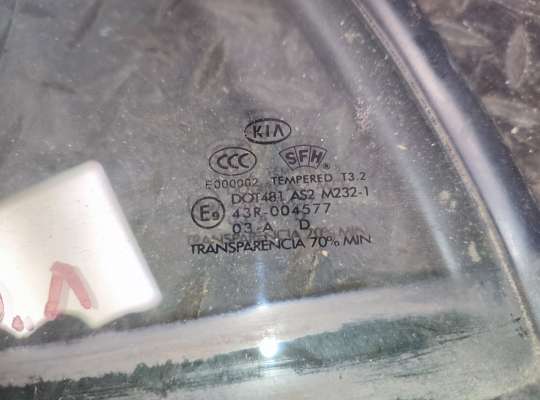 KIA
CCC SFH
E000002 TEMPERED T3.2
DOT481 AS2 M232-1
E9 43R-004577
03 A D
TRANSPARENCIA 70% MIN